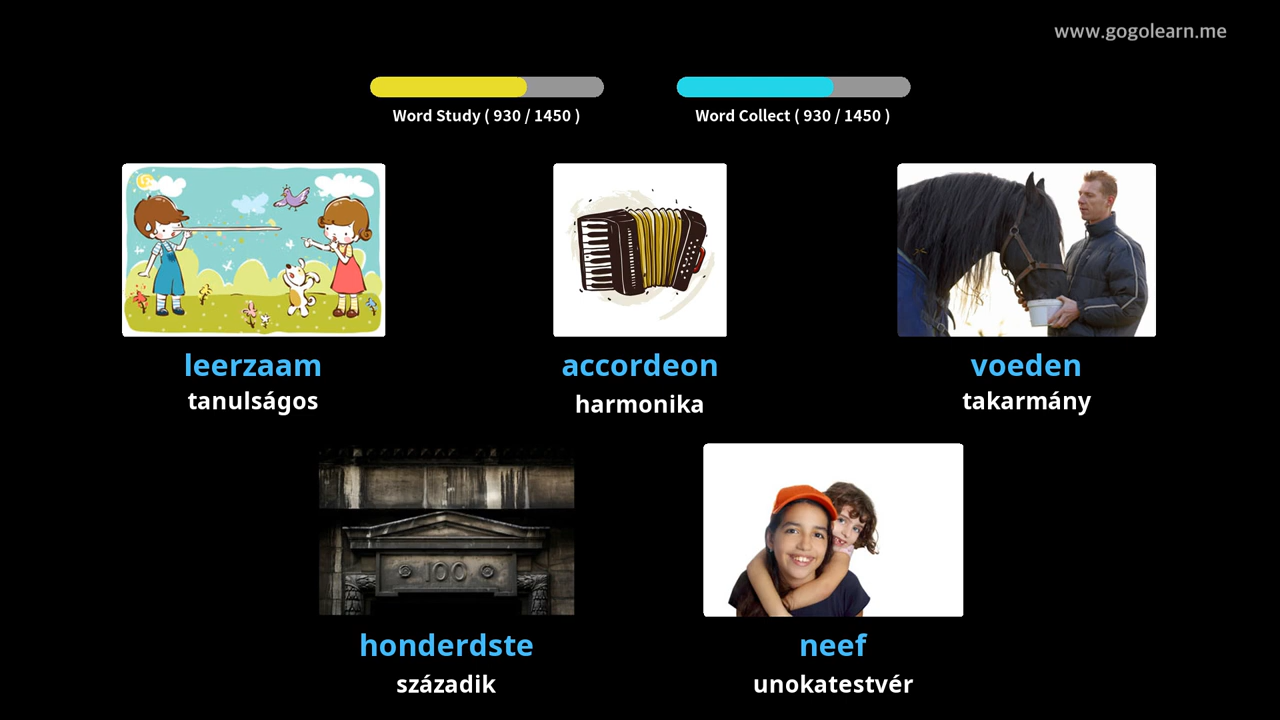 www.gogolearn.me
Word Study ( 930 / 1450 )
Word Collect ( 930 / 1450 )
leerzaam
tanulságos
accordeon
harmonika
voeden
takarmány
100
honderdste
századik
neef
unokatestvér